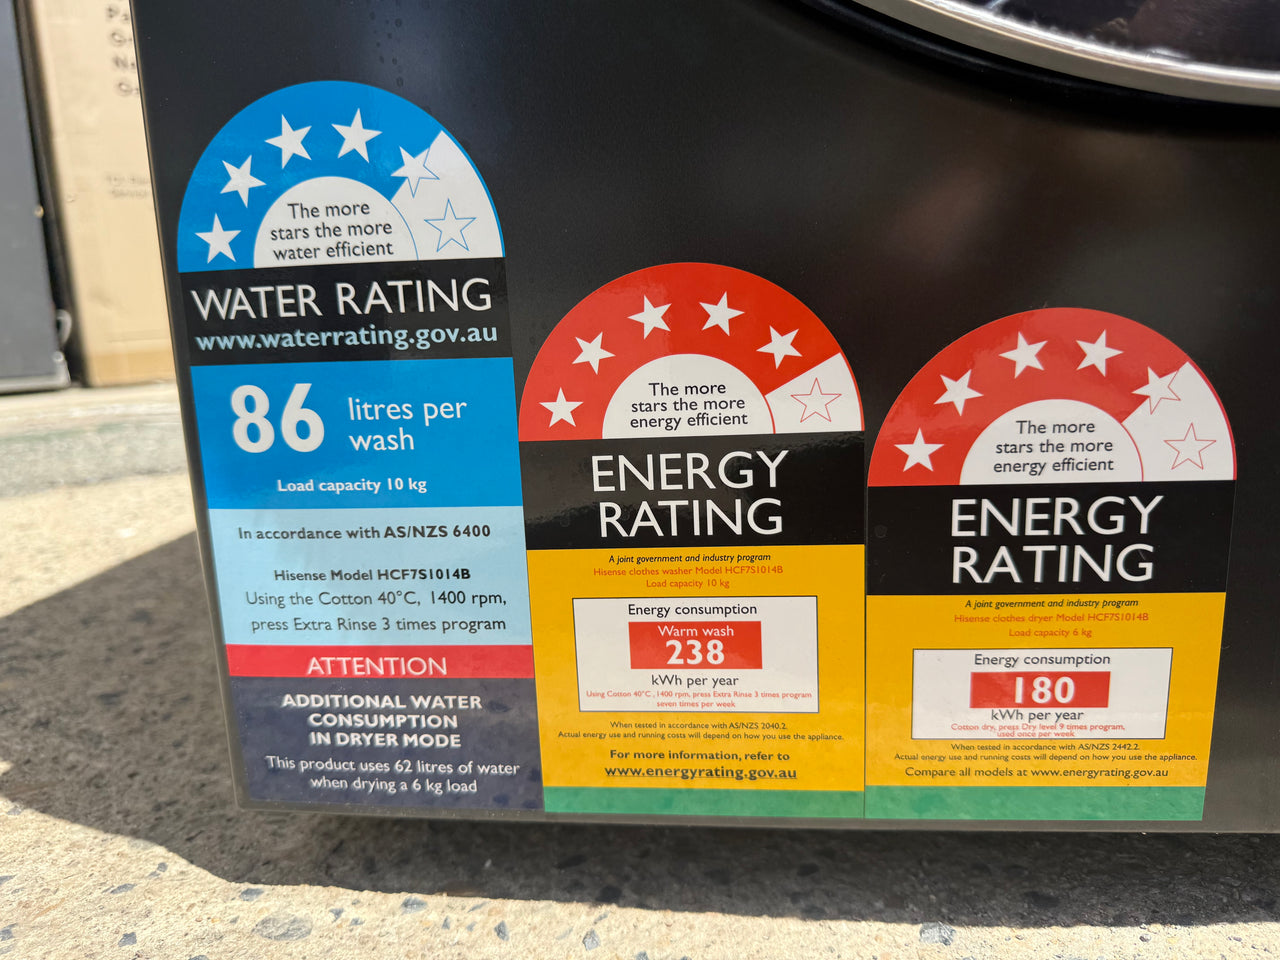 The more
stars the more
water efficient
WATER RATING
www.waterrating.gov.au
86 litres per
wash
Load capacity 10 kg
In accordance with AS/NZS 6400
Hisense Model HCF7S1014B
Using the Cotton 40°C, 1400 rpm,
press Extra Rinse 3 times program
ATTENTION
ADDITIONAL WATER
CONSUMPTION
IN DRYER MODE
This product uses 62 litres of water
when drying a 6 kg load
The more
stars the more
energy efficient
ENERGY
RATING
A joint government and industry program
Hisense clothes washer Model HCF7S1014B
Load capacity 10 kg
Energy consumption
Warm wash
238
kWh per year
Using Cotton 40°C, 1400 rpm, press Extra Rinse 3 times program
seven times per week
When tested in accordance with AS/NZS 2040.2.
Actual energy use and running costs will depend on how you use the appliance.
For more information, refer to
www.energyrating.gov.au
The more
stars the more
energy efficient
ENERGY
RATING
A joint government and industry program
Hisense clothes dryer Model HCF7S1014B
Load capacity 6 kg
Energy consumption
180
kWh per year
Cotton dry, press Dry level 9 times program,
used once per week
When tested in accordance with AS/NZS 2442.2.
Actual energy use and running costs will depend on how you use the appliance.
Compare all models at www.energyrating.gov.au